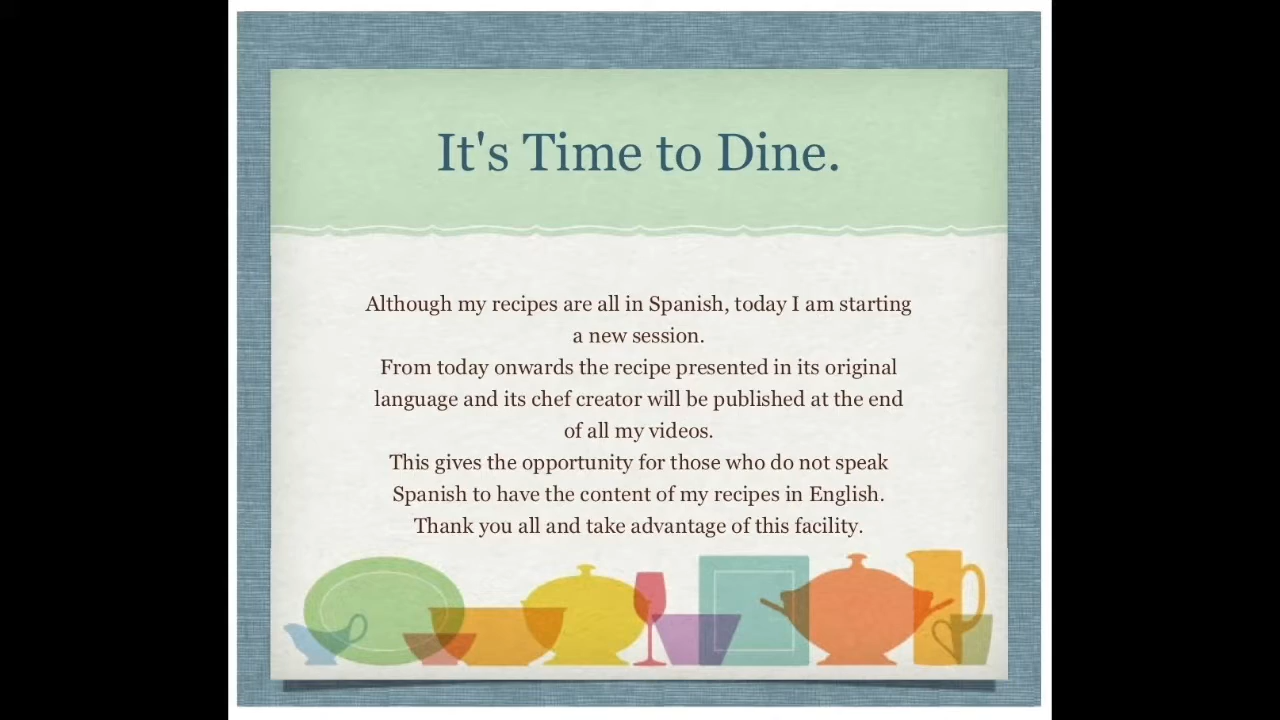 It's Time to Dine.
Although my recipes are all in Spanish, today I am starting
a new session.
From today onwards the recipe presented in its original
language and its chef creator will be published at the end
of all my videos.
This gives the opportunity for those who do not speak
Spanish to have the content of my recipes in English.
Thank you all and take advantage of this facility.